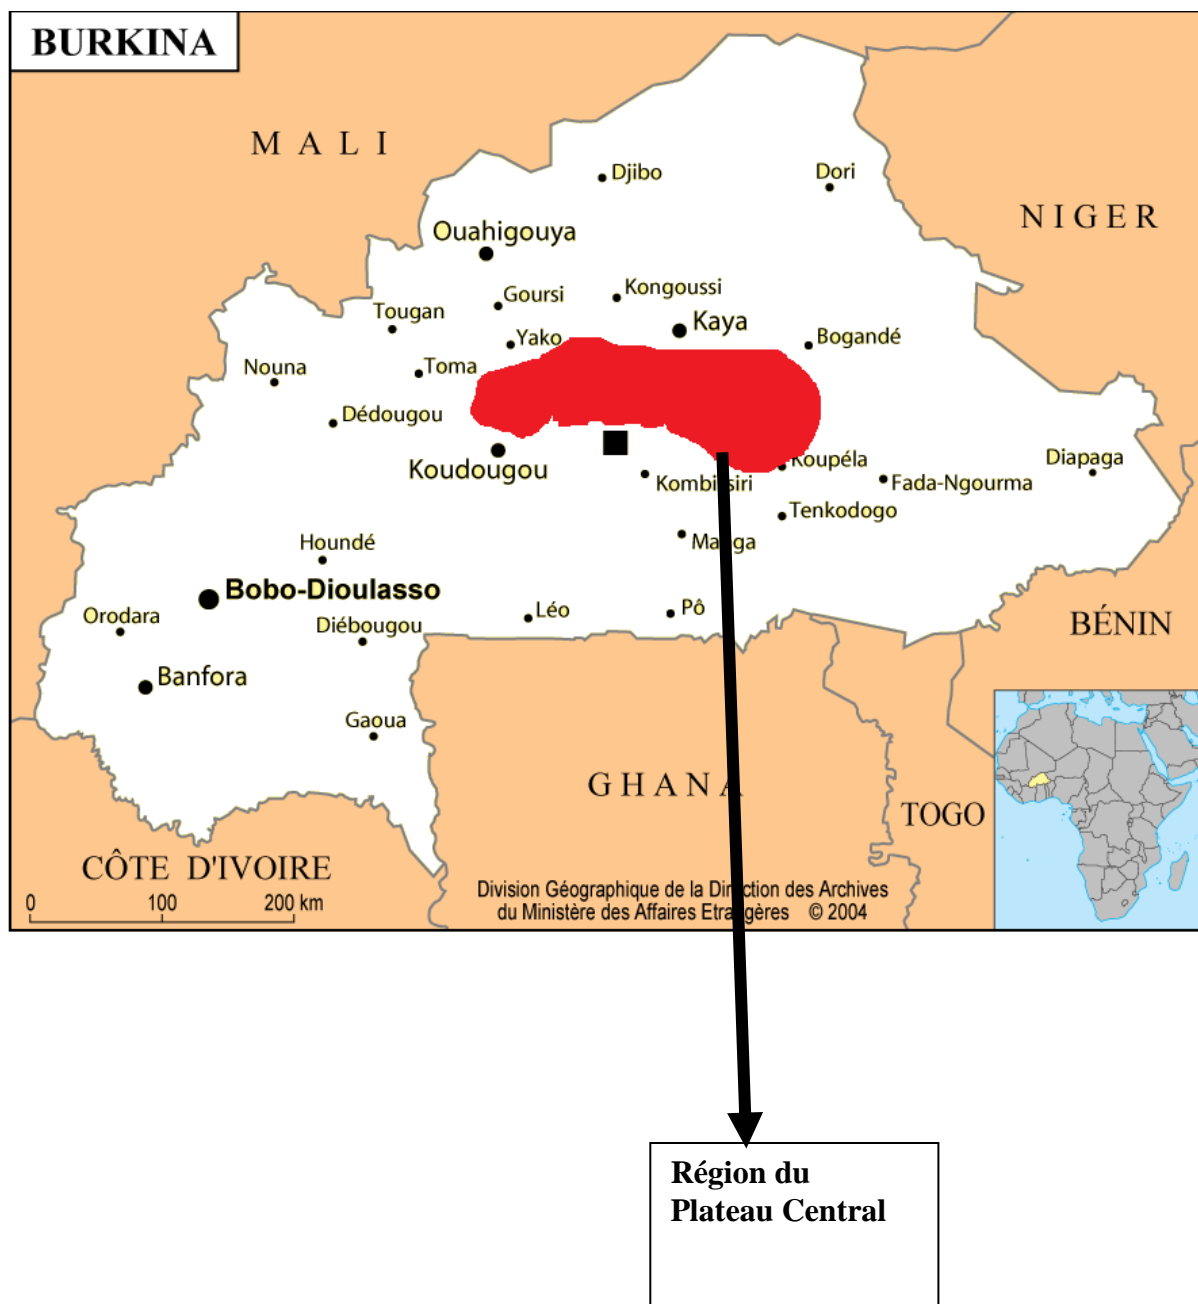 BURKINA
MALI
NIGER
Djibo
Dori
Ouahigouya
Goursi
Kongoussi
Tougan
Kaya
Yako
Bogandé
Nouna
Toma
Dédougou
Koudougou
Koupéla
Diapaga
Kombissiri
Fada-Ngourma
Tenkodogo
Houndé
Manga
Bobo-Dioulasso
Orodara
Léo
Pô
Diébougou
BÉNIN
Banfora
Gaoua
GHANA
TOGO
CÔTE D'IVOIRE
0 100 200 km
Division Géographique de la Direction des Archives
du Ministère des Affaires Etrangères © 2004
Région du
Plateau Central